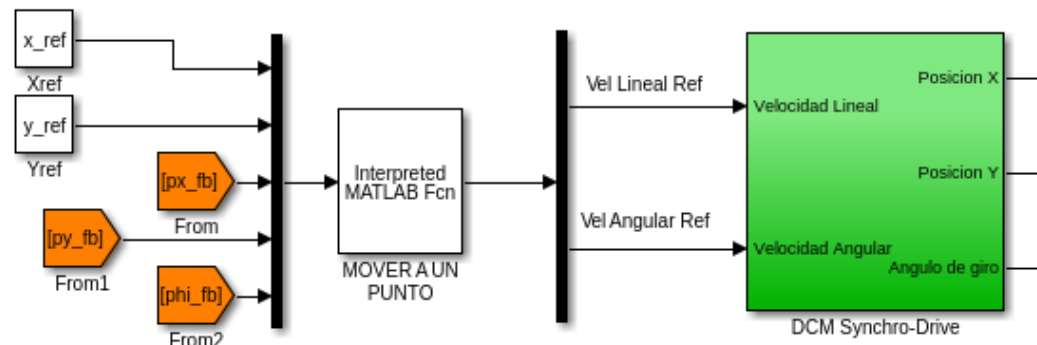 x_ref
Xref
y_ref
Yref
[px_fb]
From
[py_fb]
From1
[phi_fb]
From2
Interpreted
MATLAB Fcn
MOVER A UN
PUNTO
Vel Lineal Ref
Vel Angular Ref
Velocidad Lineal
Velocidad Angular
Posicion X
Posicion Y
Angulo de giro
DCM Synchro-Drive